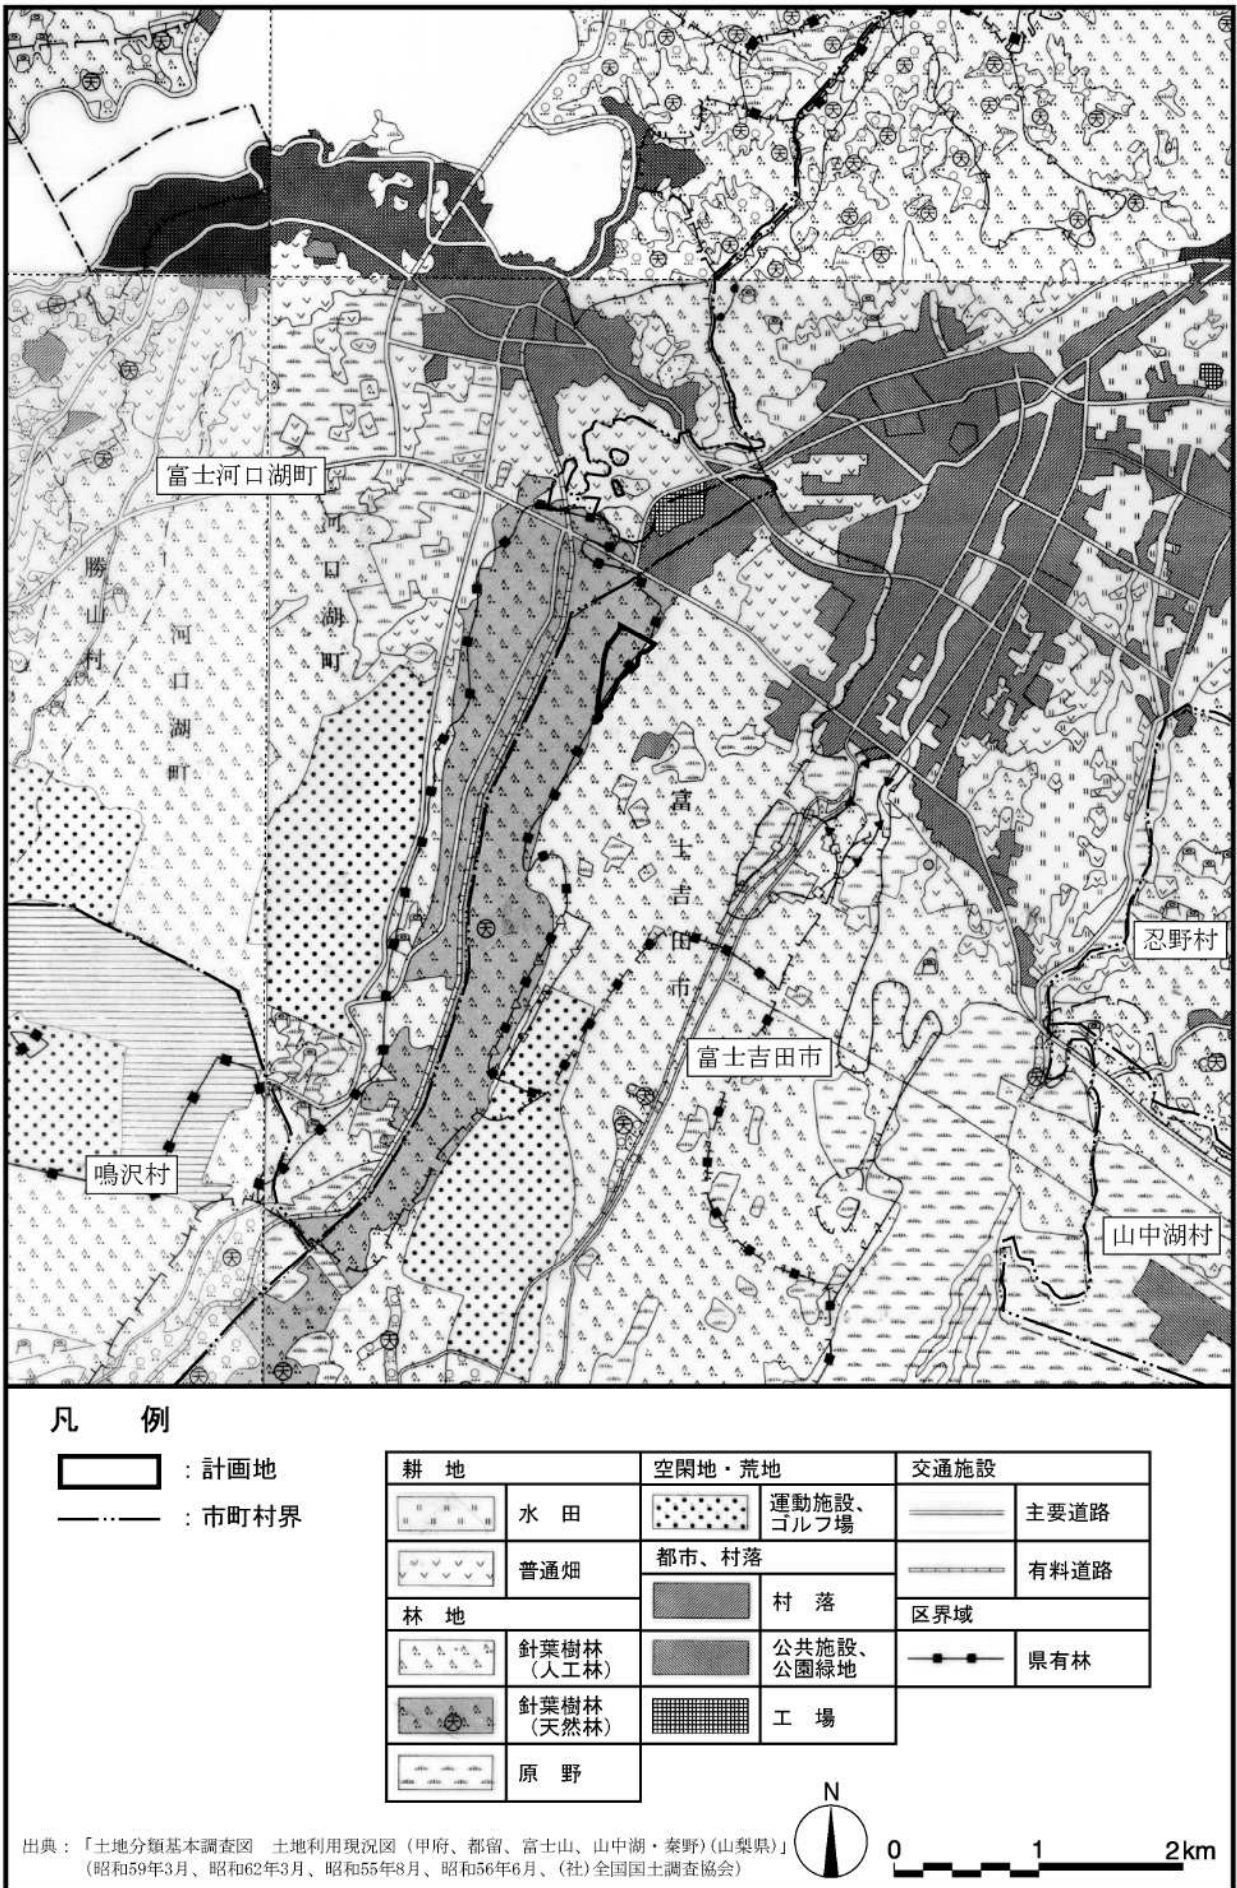 富士河口湖町
勝山村
河口湖町
河口湖町
富士吉田市
忍野村
富士吉田市
鳴沢村
山中湖村
凡 例
：計画地
：市町村界
耕 地
水 田
普通畑
林 地
針葉樹林
（人工林）
針葉樹林
（天然林）
天
原 野
空閑地・荒地
運動施設、
ゴルフ場
都市、村落
村 落
公共施設、
公園緑地
工 場
交通施設
主要道路
有料道路
区界域
県有林
N
0 1 2km
出典：「土地分類基本調査図 土地利用現況図（甲府、都留、富士山、山中湖・秦野）(山梨県)」
（昭和59年3月、昭和62年3月、昭和55年8月、昭和56年6月、(社)全国国土調査協会）